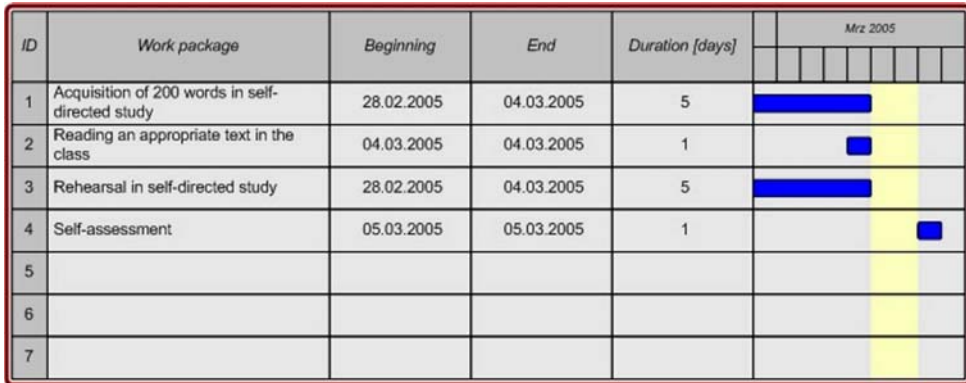 ID Work package Beginning End Duration [days] Mrz 2005
1 Acquisition of 200 words in self-
directed study 28.02.2005 04.03.2005 5
2 Reading an appropriate text in the
class 04.03.2005 04.03.2005 1
3 Rehearsal in self-directed study 28.02.2005 04.03.2005 5
4 Self-assessment 05.03.2005 05.03.2005 1
5
6
7